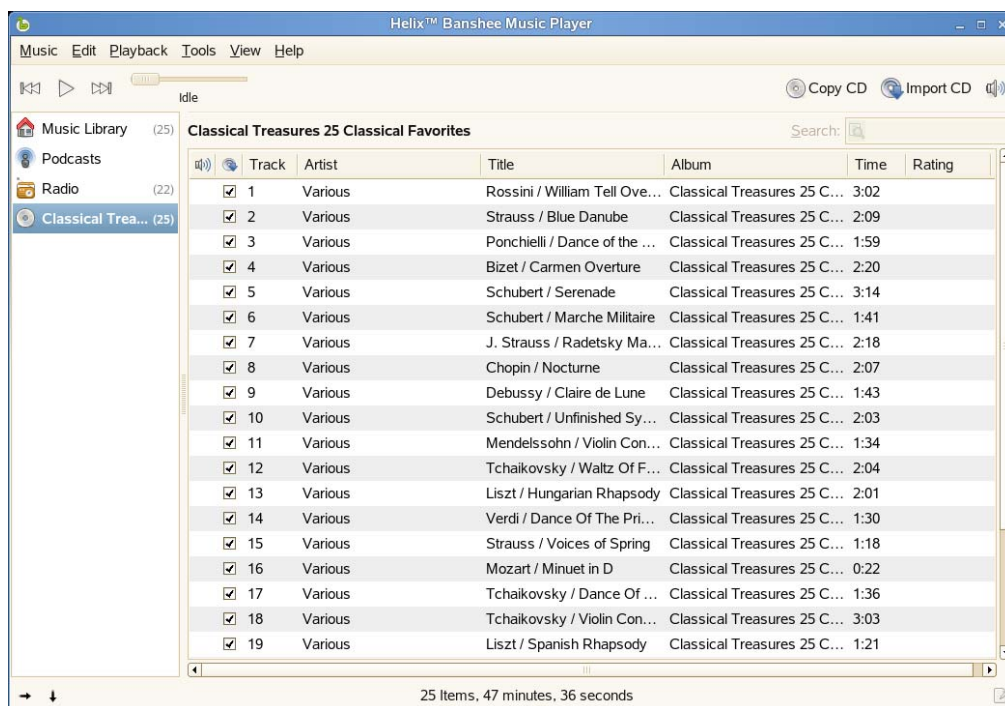 Helix™ Banshee Music Player
Music Edit Playback Tools View Help
Idle
Copy CD Import CD
Music Library (25)
Podcasts
Radio (22)
Classical Trea... (25)
Classical Treasures 25 Classical Favorites Search:
Track Artist Title Album Time Rating
1 Various Rossini / William Tell Ove... Classical Treasures 25 C... 3:02
2 Various Strauss / Blue Danube Classical Treasures 25 C... 2:09
3 Various Ponchielli / Dance of the ... Classical Treasures 25 C... 1:59
4 Various Bizet / Carmen Overture Classical Treasures 25 C... 2:20
5 Various Schubert / Serenade Classical Treasures 25 C... 3:14
6 Various Schubert / Marche Militaire Classical Treasures 25 C... 1:41
7 Various J. Strauss / Radetsky Ma... Classical Treasures 25 C... 2:18
8 Various Chopin / Nocturne Classical Treasures 25 C... 2:07
9 Various Debussy / Claire de Lune Classical Treasures 25 C... 1:43
10 Various Schubert / Unfinished Sy... Classical Treasures 25 C... 2:03
11 Various Mendelssohn / Violin Con... Classical Treasures 25 C... 1:34
12 Various Tchaikovsky / Waltz Of F... Classical Treasures 25 C... 2:04
13 Various Liszt / Hungarian Rhapsody Classical Treasures 25 C... 2:01
14 Various Verdi / Dance Of The Pri... Classical Treasures 25 C... 1:30
15 Various Strauss / Voices of Spring Classical Treasures 25 C... 1:18
16 Various Mozart / Minuet in D Classical Treasures 25 C... 0:22
17 Various Tchaikovsky / Dance Of ... Classical Treasures 25 C... 1:36
18 Various Tchaikovsky / Violin Con... Classical Treasures 25 C... 3:03
19 Various Liszt / Spanish Rhapsody Classical Treasures 25 C... 1:21
25 Items, 47 minutes, 36 seconds